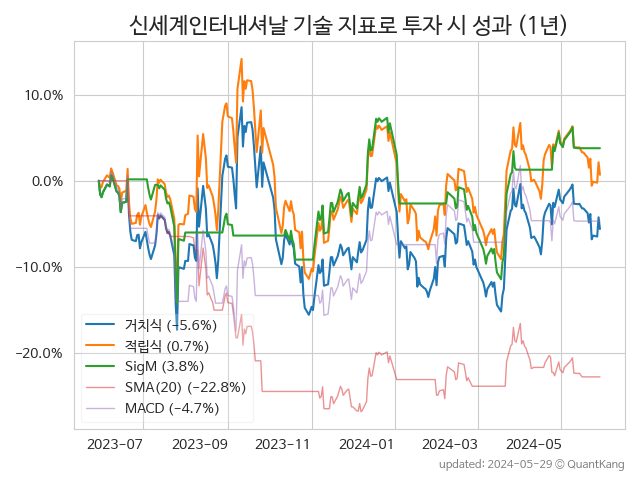 신세계인터내셔날 기술 지표로 투자 시 성과 (1년)
10.0%
0.0%
−10.0%
−20.0%
거치식 (−5.6%)
적립식 (0.7%)
SigM (3.8%)
SMA(20) (−22.8%)
MACD (−4.7%)
2023−07
2023−09
2023−11
2024−01
2024−03
2024−05
updated: 2024-05-29 © QuantKang